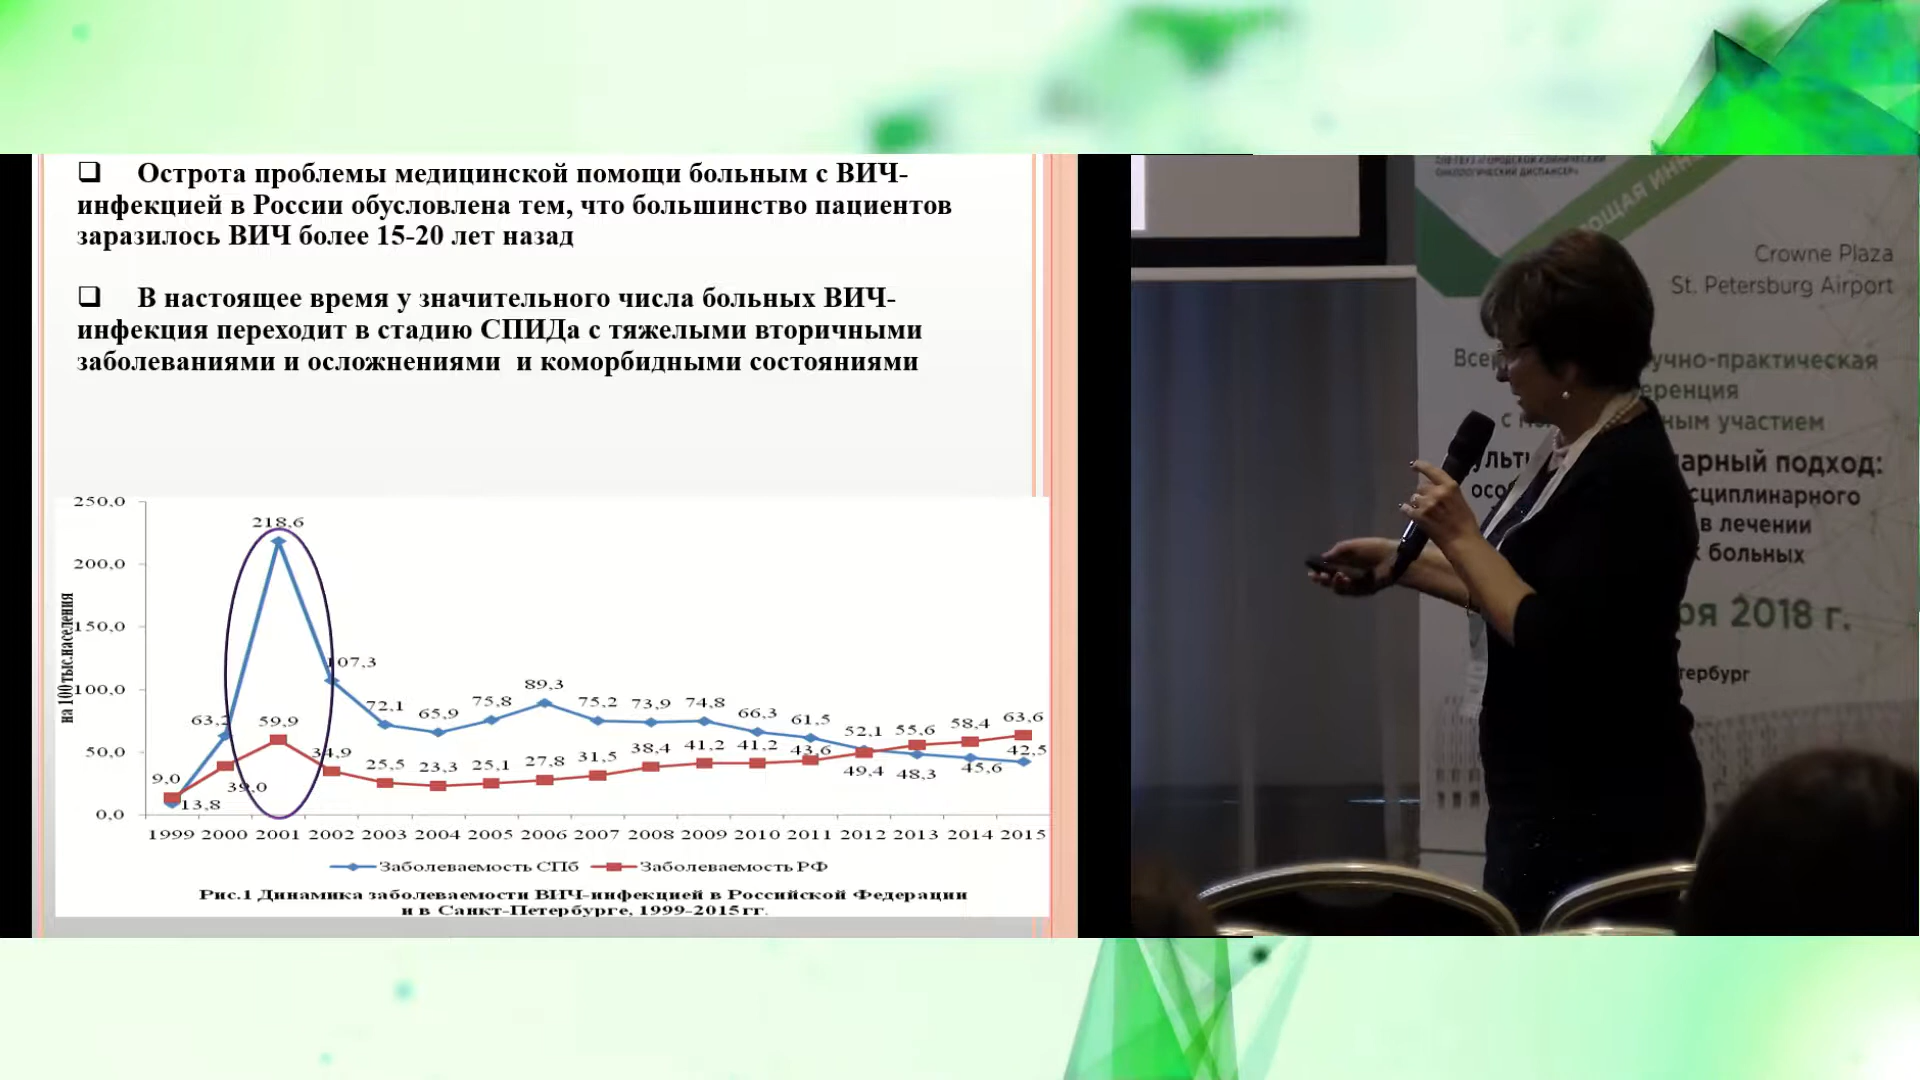 ❑ Острота проблемы медицинской помощи больным с ВИЧ-
инфекцией в России обусловлена тем, что большинство пациентов
заразилось ВИЧ более 15-20 лет назад
❑ В настоящее время у значительного числа больных ВИЧ-
инфекция переходит в стадию СПИДа с тяжелыми вторичными
заболеваниями и осложнениями и коморбидными состояниями
на 100 тыс.населения
250,0
200,0
150,0
100,0
50,0
0,0
9,0 63,2 218,6 107,3 72,1 65,9 75,8 89,3 75,2 73,9 74,8 66,3 61,5 52,1 48,3 45,6 42,5
13,8 39,0 59,9 34,9 25,5 23,3 25,1 27,8 31,5 38,4 41,2 41,2 43,6 49,4 55,6 58,4 63,6
1999 2000 2001 2002 2003 2004 2005 2006 2007 2008 2009 2010 2011 2012 2013 2014 2015
Заболеваемость СПб Заболеваемость РФ
Рис.1 Динамика заболеваемости ВИЧ-инфекцией в Российской Федерации
и в Санкт-Петербурге, 1999-2015гг.
ОНКОЛОГИЧЕСКИЙ ДИСПАНСЕР»
Crowne Plaza
St. Petersburg Airport
учно-практическая
еренция
ным участием
арный подход:
сциплинарного
в лечении
больных
ря 2018 г.
тербург